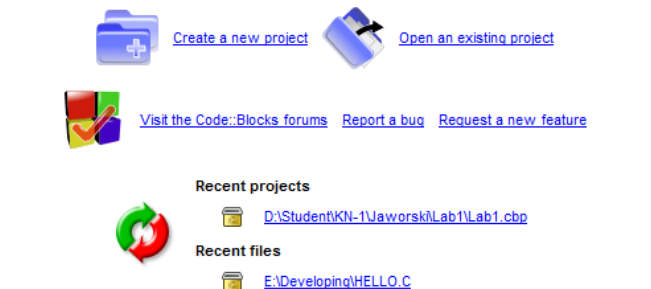 Create a new project Open an existing project
Visit the Code::Blocks forums Report a bug Request a new feature
Recent projects
D:\Student\KN-1\Jaworski\Lab1\Lab1.cbp
Recent files
E:\Developing\HELLO.C